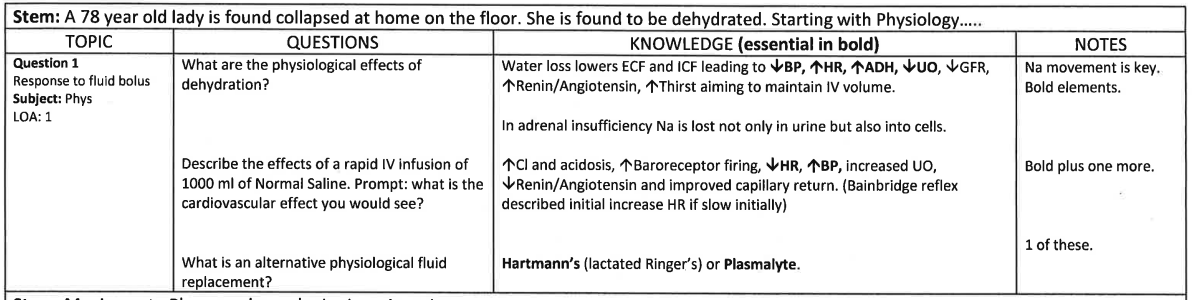 Stem: A 78 year old lady is found collapsed at home on the floor. She is found to be dehydrated. Starting with Physiology.....
TOPIC QUESTIONS KNOWLEDGE (essential in bold) NOTES
Question 1
Response to fluid bolus
Subject: Phys
LOA: 1
What are the physiological effects of
dehydration?
Water loss lowers ECF and ICF leading to ↓BP, ↑HR, ↑ADH, ↓UO, ↓GFR,
↑Renin/Angiotensin, ↑Thirst aiming to maintain IV volume.
In adrenal insufficiency Na is lost not only in urine but also into cells.
Na movement is key.
Bold elements.
Describe the effects of a rapid IV infusion of
1000 ml of Normal Saline. Prompt: what is the
cardiovascular effect you would see?
↑Cl and acidosis, ↑Baroreceptor firing, ↓HR, ↑BP, increased UO,
↓Renin/Angiotensin and improved capillary return. (Bainbridge reflex
described initial increase HR if slow initially)
Bold plus one more.
What is an alternative physiological fluid
replacement?
Hartmann's (lactated Ringer's) or Plasmalyte.
1 of these.